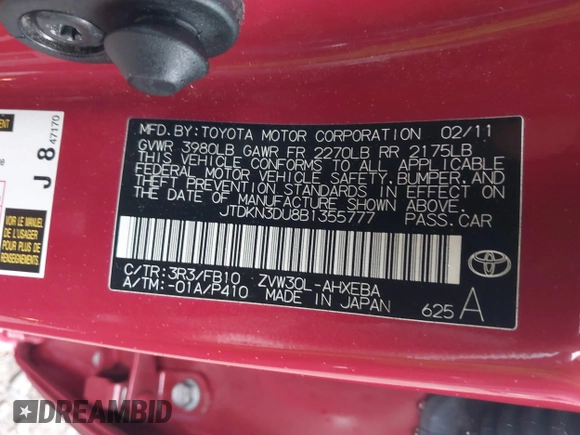 MFD. BY: TOYOTA MOTOR CORPORATION 02/11
GVWR 3980LB GAWR FR 2270LB RR 2175LB
THIS VEHICLE CONFORMS TO ALL APPLICABLE
FEDERAL MOTOR VEHICLE SAFETY, BUMPER, AND
THEFT PREVENTION STANDARDS IN EFFECT ON
THE DATE OF MANUFACTURE SHOWN ABOVE.
JTDKN3DU8B1355777 PASS. CAR
C/TR:3R3/FB10 ZVW30L-AHXEBA
A/TM:-01A/P410 MADE IN JAPAN
625 A
TOYOTA
J 8 47170
VOIR LE MANUEL
DE L'USAGER
POUR PLUS DE
RENSEIGNEMENTS
DREAMBID